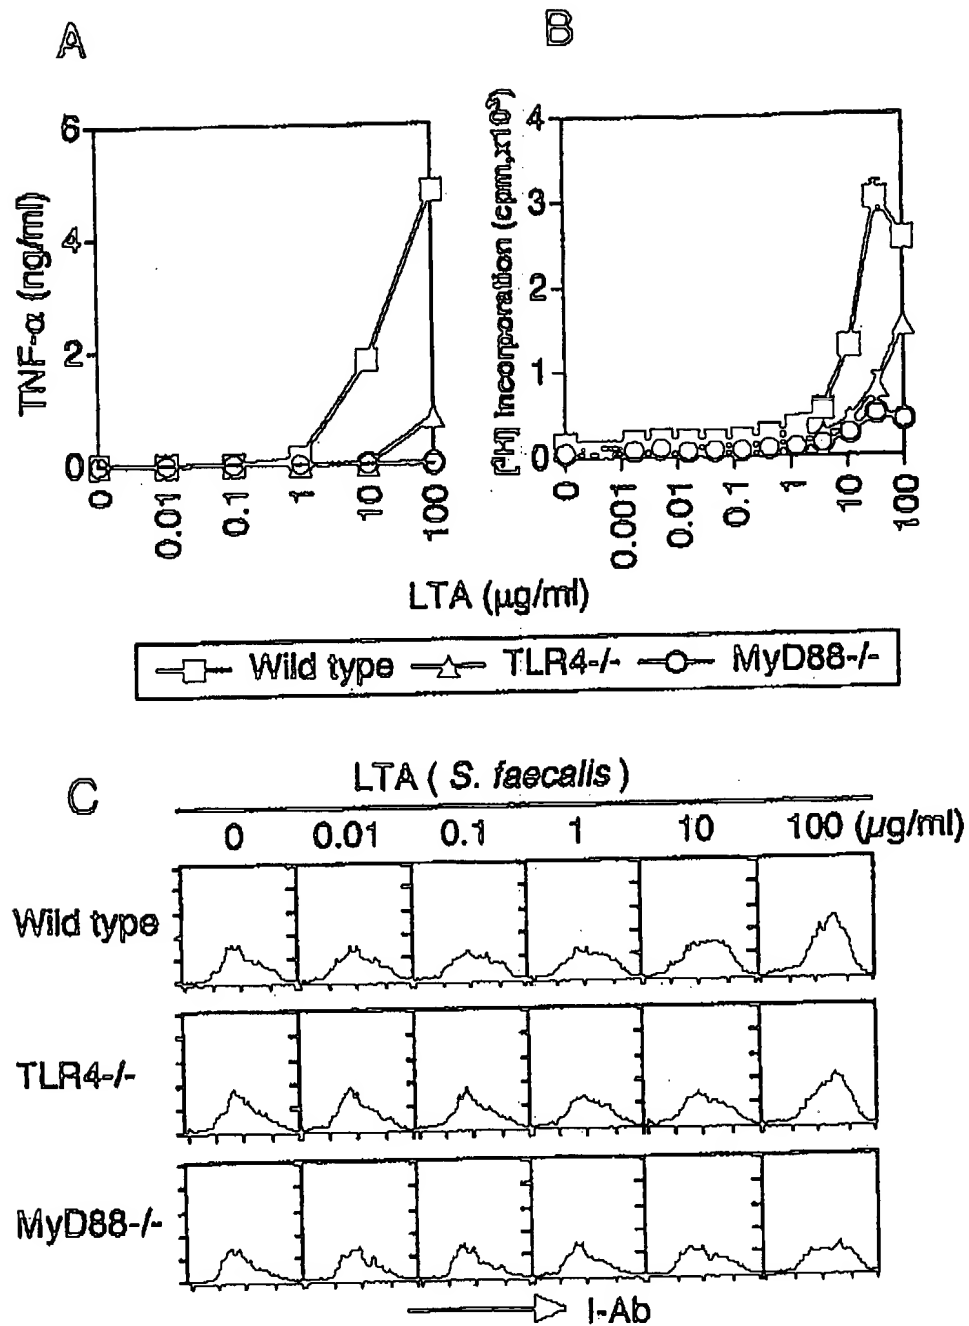 A
B
TNF-α (ng/ml)
6
4
2
0
0 0.01 0.1 1 10 100
[³H] Incorporation (cpm,x10⁵)
4
3
2
1
0
0 0.001 0.01 0.1 1 10 100
LTA (µg/ml)
Wild type TLR4-/- MyD88-/-
C
LTA ( S. faecalis )
0 0.01 0.1 1 10 100 (µg/ml)
Wild type
TLR4-/-
MyD88-/-
I-Ab